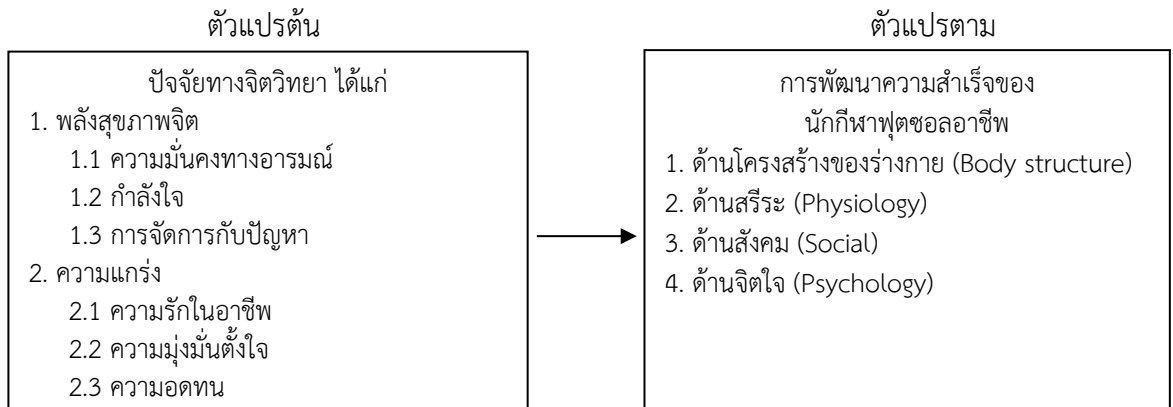 ตัวแปรต้น
ปัจจัยทางจิตวิทยา ได้แก่
1. พลังสุขภาพจิต
1.1 ความมั่นคงทางอารมณ์
1.2 กำลังใจ
1.3 การจัดการกับปัญหา
2. ความแกร่ง
2.1 ความรักในอาชีพ
2.2 ความมุ่งมั่นตั้งใจ
2.3 ความอดทน
ตัวแปรตาม
การพัฒนาความสำเร็จของ
นักกีฬาฟุตซอลอาชีพ
1. ด้านโครงสร้างของร่างกาย (Body structure)
2. ด้านสรีระ (Physiology)
3. ด้านสังคม (Social)
4. ด้านจิตใจ (Psychology)